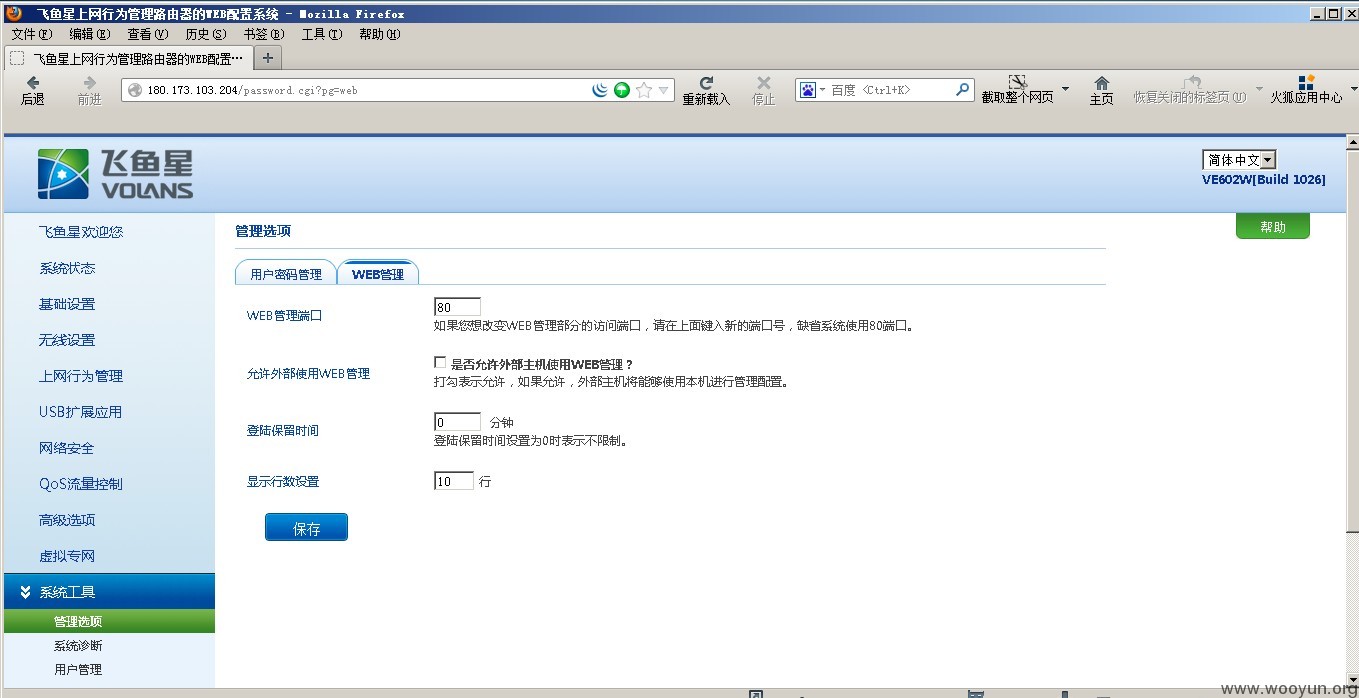 飞鱼星上网行为管理路由器的WEB配置系统 - Mozilla Firefox
文件(F) 编辑(E) 查看(V) 历史(S) 书签(B) 工具(T) 帮助(H)
飞鱼星上网行为管理路由器的WEB配置… +
后退 前进 180.173.103.204/password.cgi?pg=web 重新载入 停止 百度 <Ctrl+K> 截取整个网页 主页 恢复关闭的标签页(U) 火狐应用中心
飞鱼星
VOLANS
简体中文
VE602W[Build 1026]
帮助
飞鱼星欢迎您
系统状态
基础设置
无线设置
上网行为管理
USB扩展应用
网络安全
QoS流量控制
高级选项
虚拟专网
系统工具
管理选项
系统诊断
用户管理
管理选项
用户密码管理 WEB管理
WEB管理端口 80
如果您想改变WEB管理部分的访问端口，请在上面键入新的端口号，缺省系统使用80端口。
允许外部使用WEB管理 是否允许外部主机使用WEB管理？
打勾表示允许，如果允许，外部主机将能够使用本机进行管理配置。
登陆保留时间 0 分钟
登陆保留时间设置为0时表示不限制。
显示行数设置 10 行
保存
www.wooyun.org